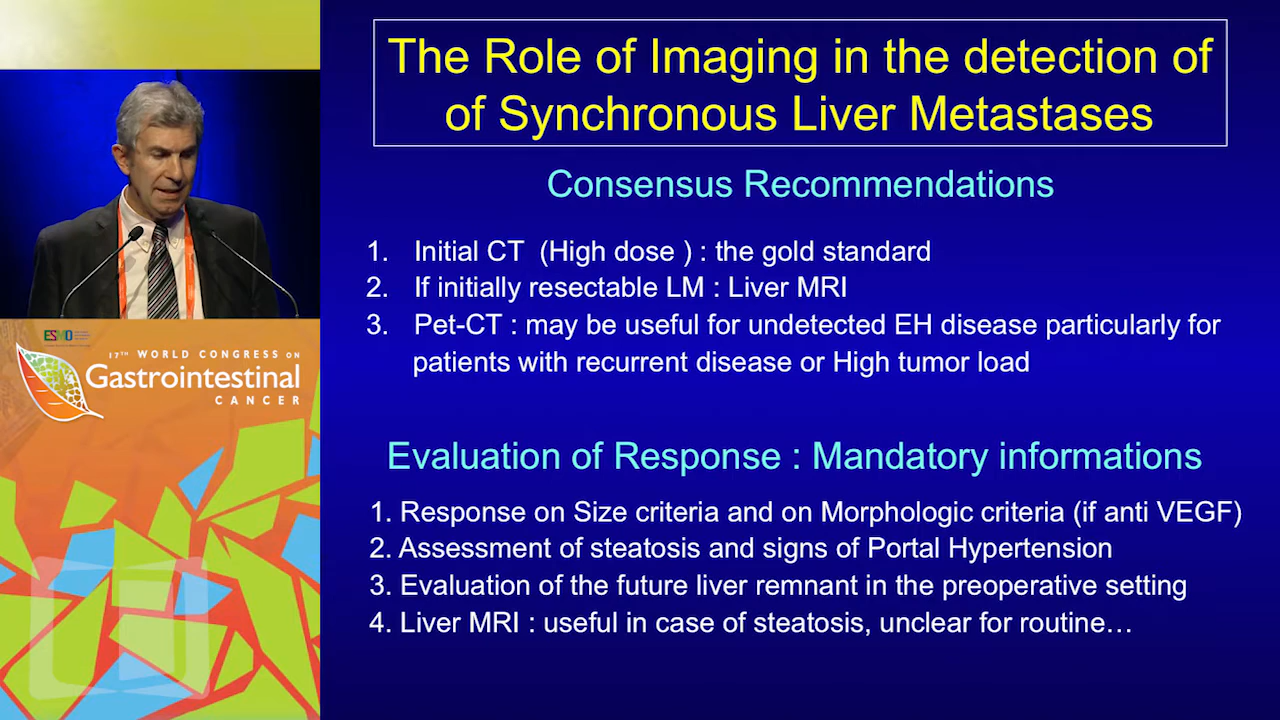 The Role of Imaging in the detection of
of Synchronous Liver Metastases
Consensus Recommendations
1. Initial CT (High dose ) : the gold standard
2. If initially resectable LM : Liver MRI
3. Pet-CT : may be useful for undetected EH disease particularly for
patients with recurrent disease or High tumor load
Evaluation of Response : Mandatory informations
1. Response on Size criteria and on Morphologic criteria (if anti VEGF)
2. Assessment of steatosis and signs of Portal Hypertension
3. Evaluation of the future liver remnant in the preoperative setting
4. Liver MRI : useful in case of steatosis, unclear for routine…
ESMO
17TH WORLD CONGRESS ON
Gastrointestinal
CANCER